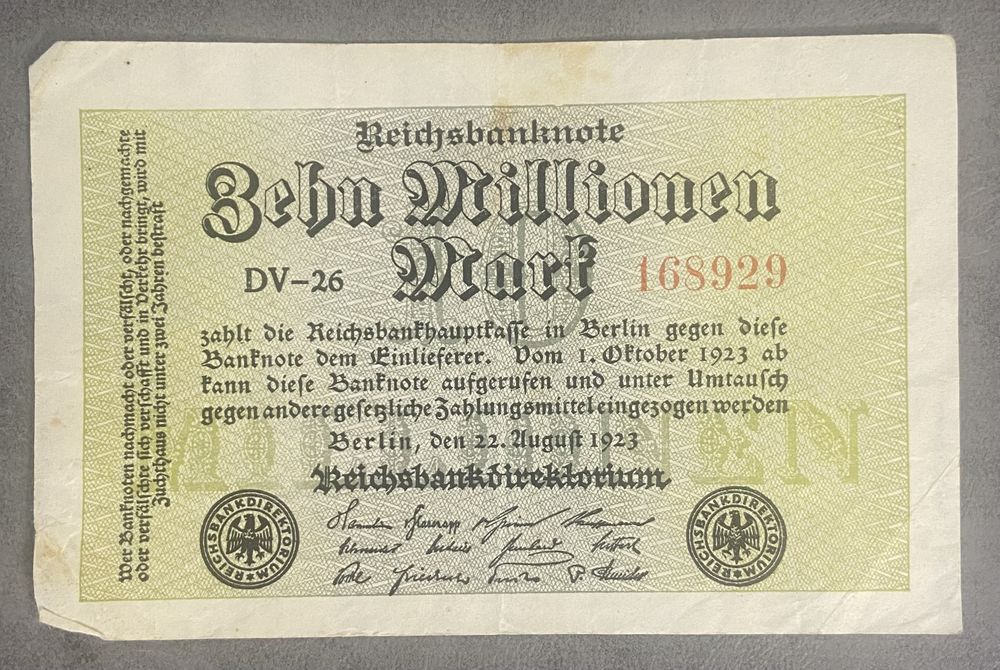 Reichsbanknote
Zehn Millionen
Mark
DV–26
168929
zahlt die Reichsbankhauptkasse in Berlin gegen diese
Banknote dem Einlieferer. Vom 1. Oktober 1923 ab
kann diese Banknote aufgerufen und unter Umtausch
gegen andere gesetzliche Zahlungsmittel eingezogen werden
Berlin, den 22. August 1923
Reichsbankdirektorium
REICHSBANKDIREKTORIUM
REICHSBANKDIREKTORIUM
Wer Banknoten nachmacht oder verfälscht, oder nachgemachte
oder verfälschte sich verschafft und in Verkehr bringt, wird mit
Zuchthaus nicht unter zwei Jahren bestraft